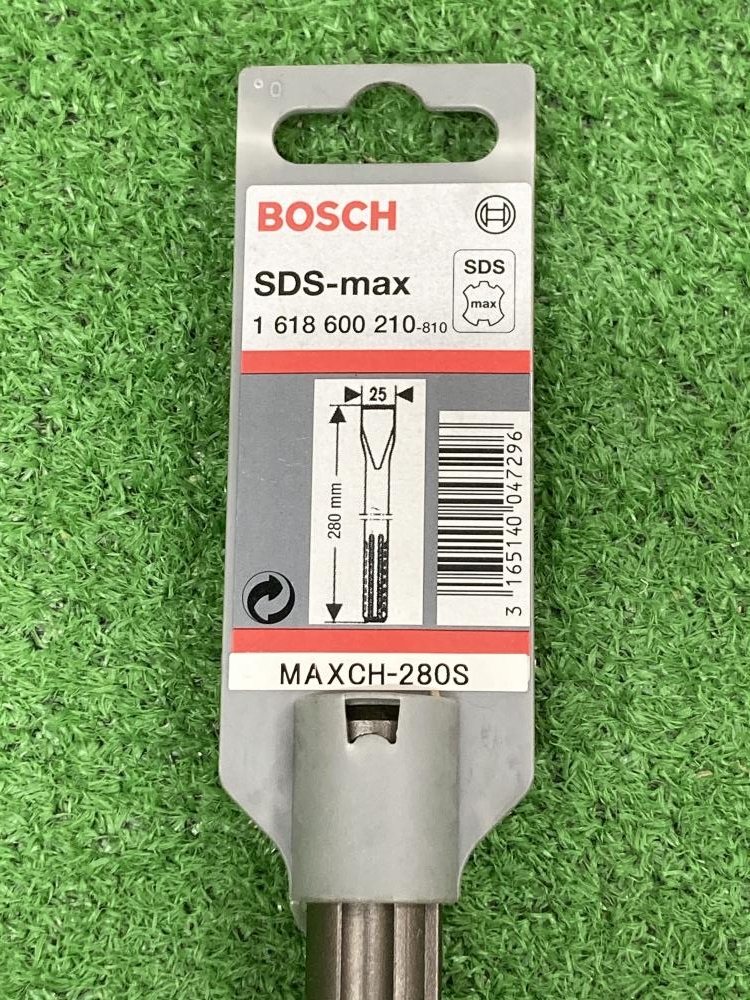 BOSCH
SDS-max
1 618 600 210-810
SDS
max
25
280 mm
3 165140 047296
MAXCH-280S